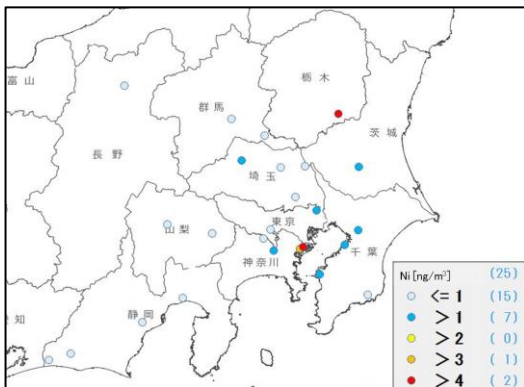 富山
栃木
群馬
茨城
長野
埼玉
東京
山梨
千葉
神奈川
静岡
愛知
Ni [ng/m³] (25)
<= 1 (15)
> 1 (7)
> 2 (0)
> 3 (1)
> 4 (2)